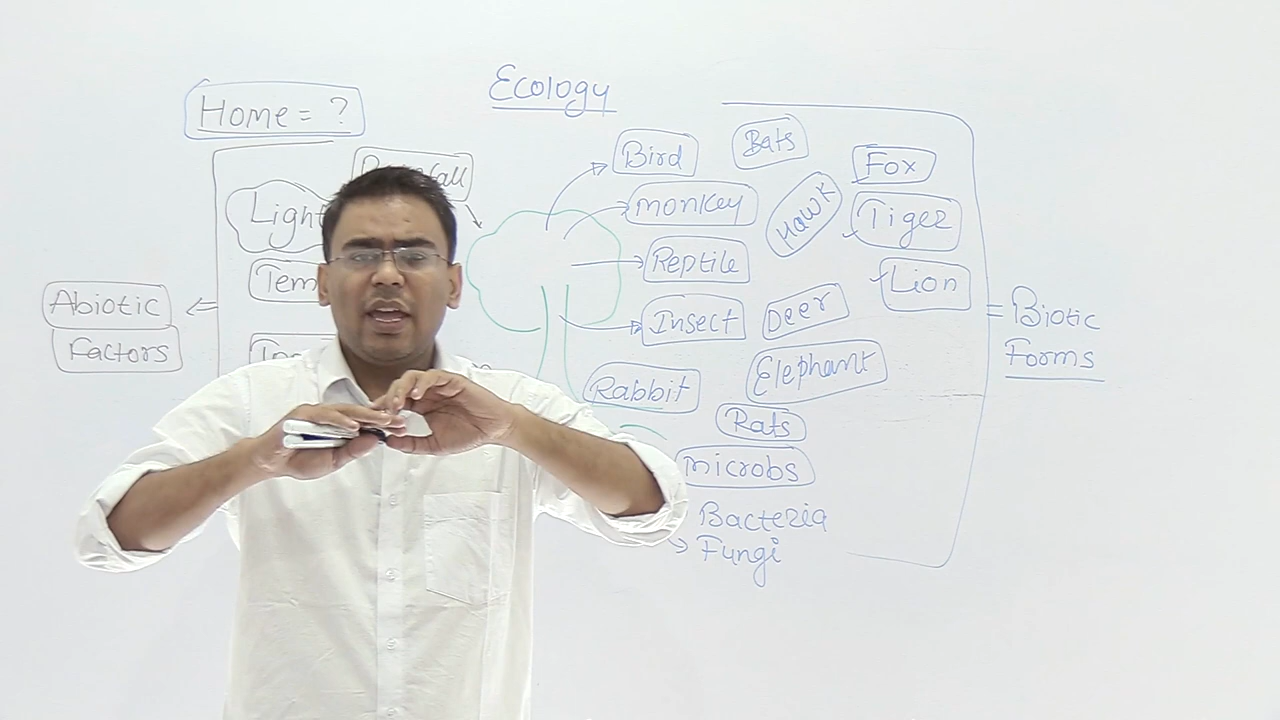 Ecology
Home = ?
Light
Abiotic
Factors
Bird
Bats
Fox
monkey
Hawk
Tiger
Reptile
Lion
Insect
Deer
Elephant
Rabbit
Rats
microbs
Bacteria
Fungi
= Biotic
Forms